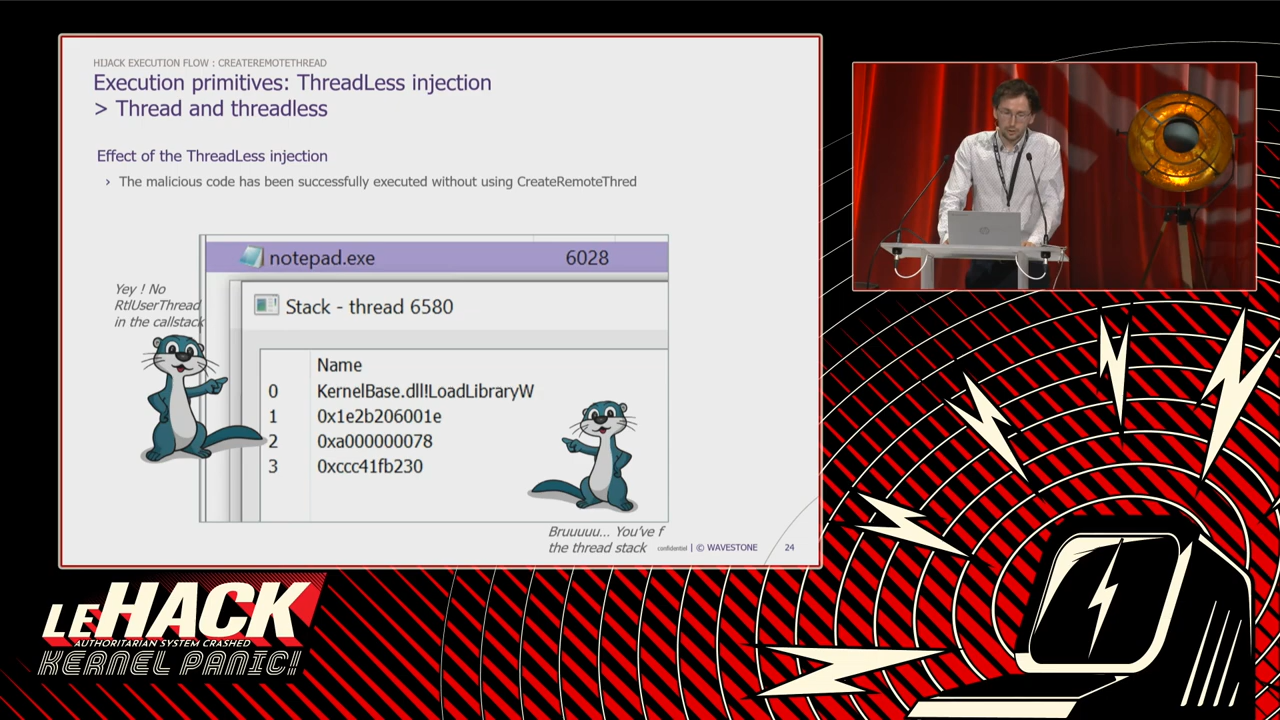 HIJACK EXECUTION FLOW : CREATEREMOTETHREAD
Execution primitives: ThreadLess injection
> Thread and threadless
Effect of the ThreadLess injection
› The malicious code has been successfully executed without using CreateRemoteThred
notepad.exe 6028
Yey ! No
RtlUserThread
in the callstack
Stack - thread 6580
Name
0 KernelBase.dll!LoadLibraryW
1 0x1e2b206001e
2 0xa000000078
3 0xccc41fb230
Bruuuuu... You've f
the thread stack
confidential | © WAVESTONE 24
hp
LEHACK
AUTHORITARIAN SYSTEM CRASHED
KERNEL PANIC!